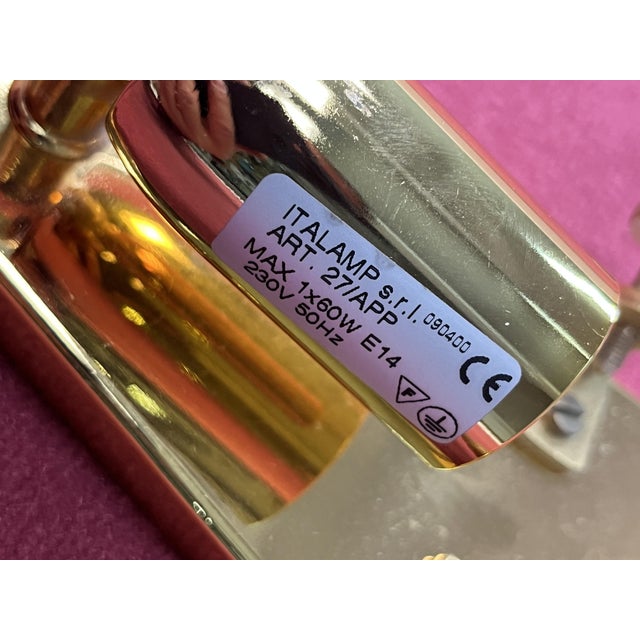 ITALAMP s.r.l. 090400
ART. 27/APP
MAX 1x60W E14
230V 50Hz
CE
F